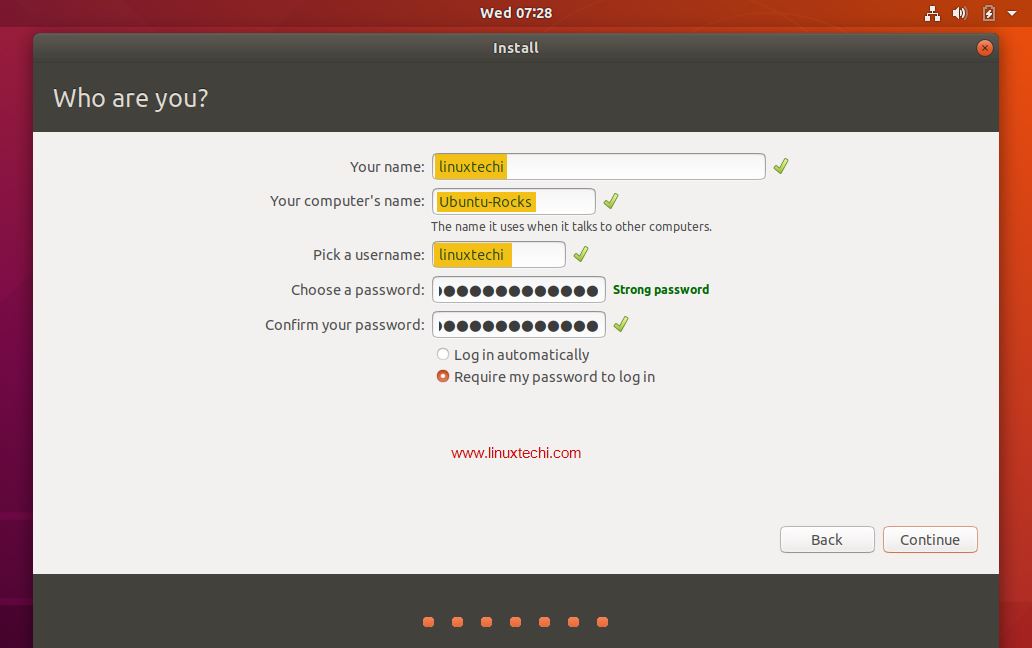 Wed 07:28
Install
Who are you?
Your name: linuxtechi
Your computer's name: Ubuntu-Rocks
The name it uses when it talks to other computers.
Pick a username: linuxtechi
Choose a password: ●●●●●●●●●●●●● Strong password
Confirm your password: ●●●●●●●●●●●●●
Log in automatically
Require my password to log in
www.linuxtechi.com
Back Continue